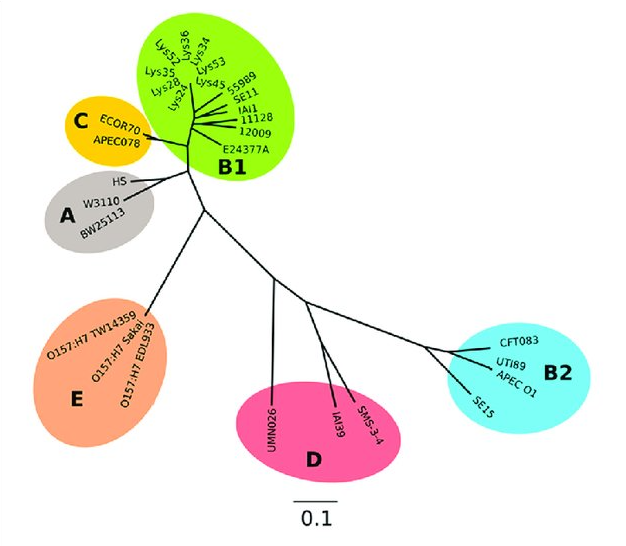 Lys36
Lys34
Lys52
Lys53
Lys35
Lys45
Lys28
Lys24
55989
SE11
IAI1
11128
12009
E24377A
B1
C
ECOR70
APEC078
HS
A
W3110
BW25113
O157:H7 TW14359
O157:H7 Sakai
O157:H7 EDL933
E
UMN026
IAI39
SMS-3-4
D
CFT083
UTI89
APEC O1
SE15
B2
0.1